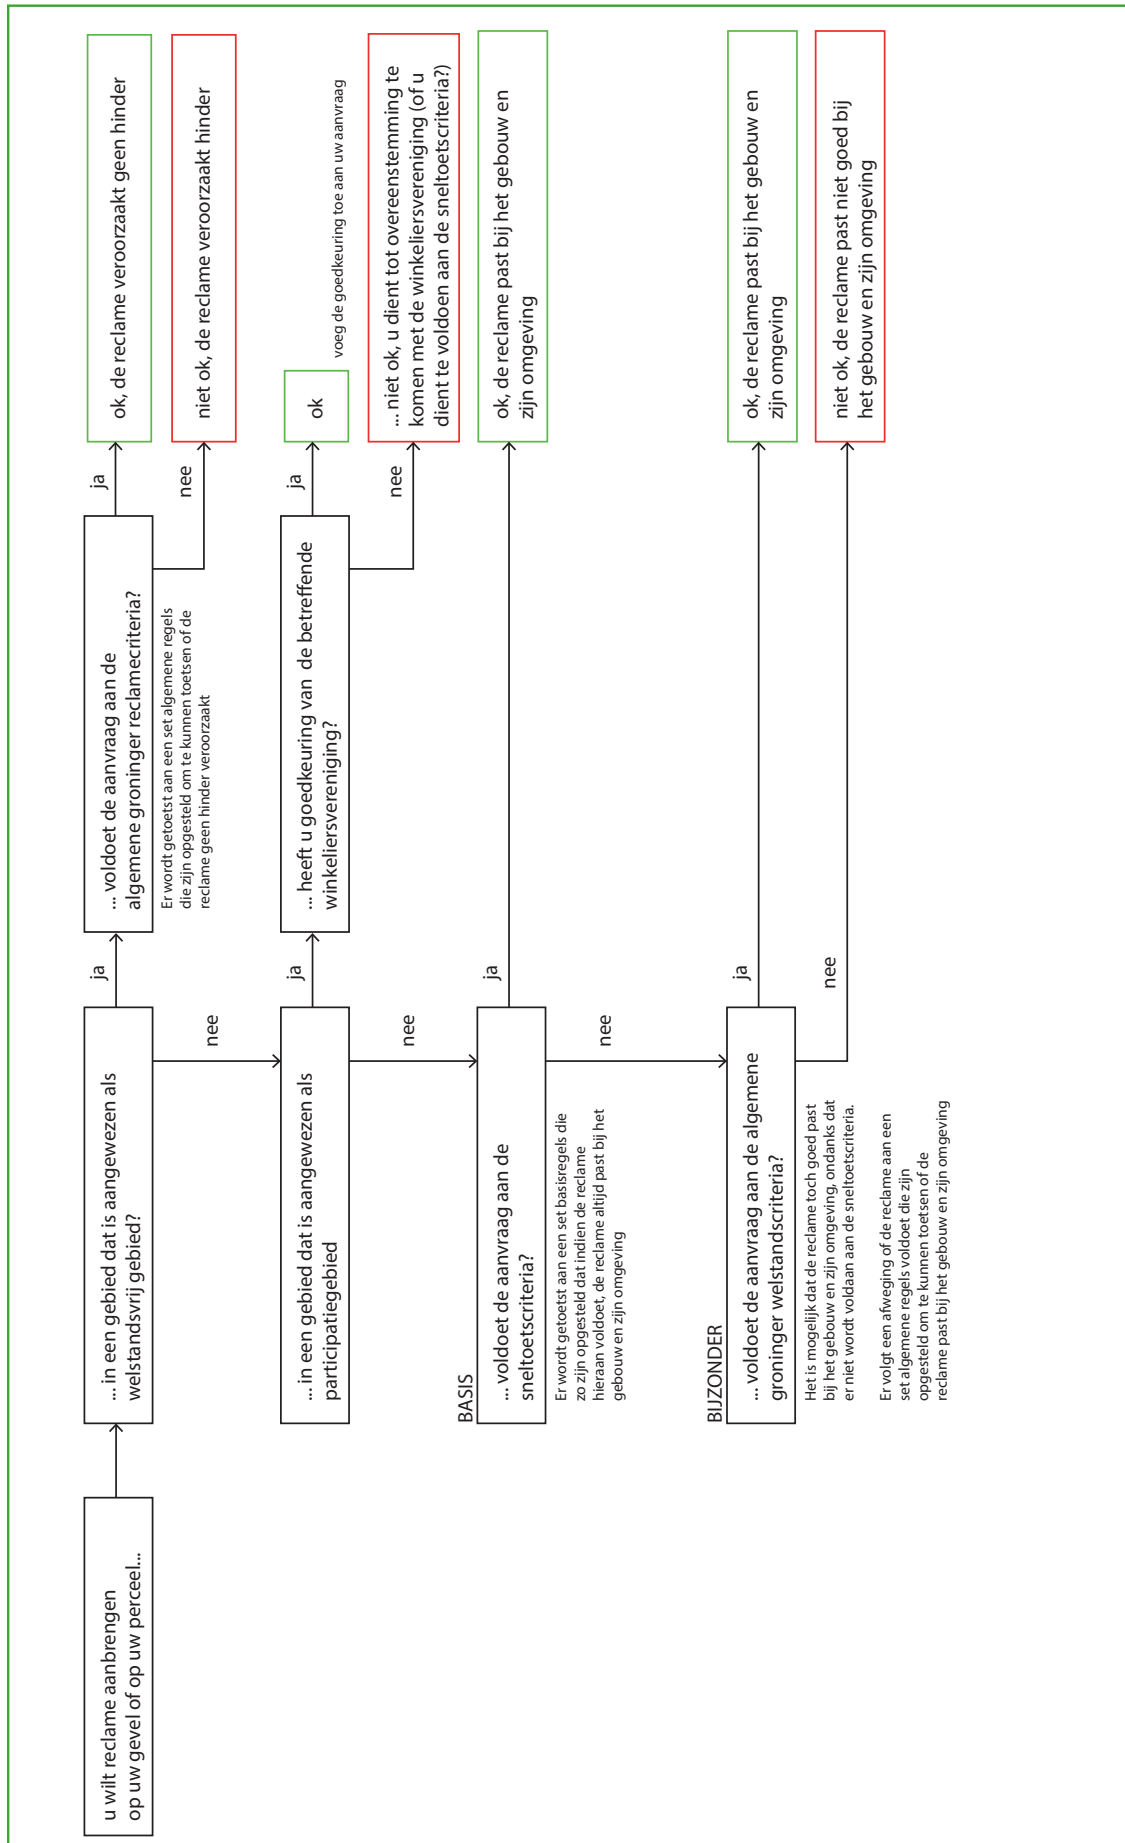 u wilt reclame aanbrengen
op uw gevel of op uw perceel...
... in een gebied dat is aangewezen als
welstandsvrij gebied?
ja
... voldoet de aanvraag aan de
algemene groninger reclamecriteria?
Er wordt getoetst aan een set algemene regels
die zijn opgesteld om te kunnen toetsen of de
reclame geen hinder veroorzaakt
ja
ok, de reclame veroorzaakt geen hinder
nee
niet ok, de reclame veroorzaakt hinder
nee
... in een gebied dat is aangewezen als
participatiegebied
ja
... heeft u goedkeuring van de betreffende
winkeliersvereniging?
ja
ok
voeg de goedkeuring toe aan uw aanvraag
nee
... niet ok, u dient tot overeenstemming te
komen met de winkeliersvereniging (of u
dient te voldoen aan de sneltoetscriteria?)
nee
BASIS
... voldoet de aanvraag aan de
sneltoetscriteria?
Er wordt getoetst aan een set basisregels die
zo zijn opgesteld dat indien de reclame
hieraan voldoet, de reclame altijd past bij het
gebouw en zijn omgeving
ja
ok, de reclame past bij het gebouw en
zijn omgeving
nee
BIJZONDER
... voldoet de aanvraag aan de algemene
groninger welstandscriteria?
Het is mogelijk dat de reclame toch goed past
bij het gebouw en zijn omgeving, ondanks dat
er niet wordt voldaan aan de sneltoetscriteria.
Er volgt een afweging of de reclame aan een
set algemene regels voldoet die zijn
opgesteld om te kunnen toetsen of de
reclame past bij het gebouw en zijn omgeving
ja
ok, de reclame past bij het gebouw en
zijn omgeving
nee
niet ok, de reclame past niet goed bij
het gebouw en zijn omgeving